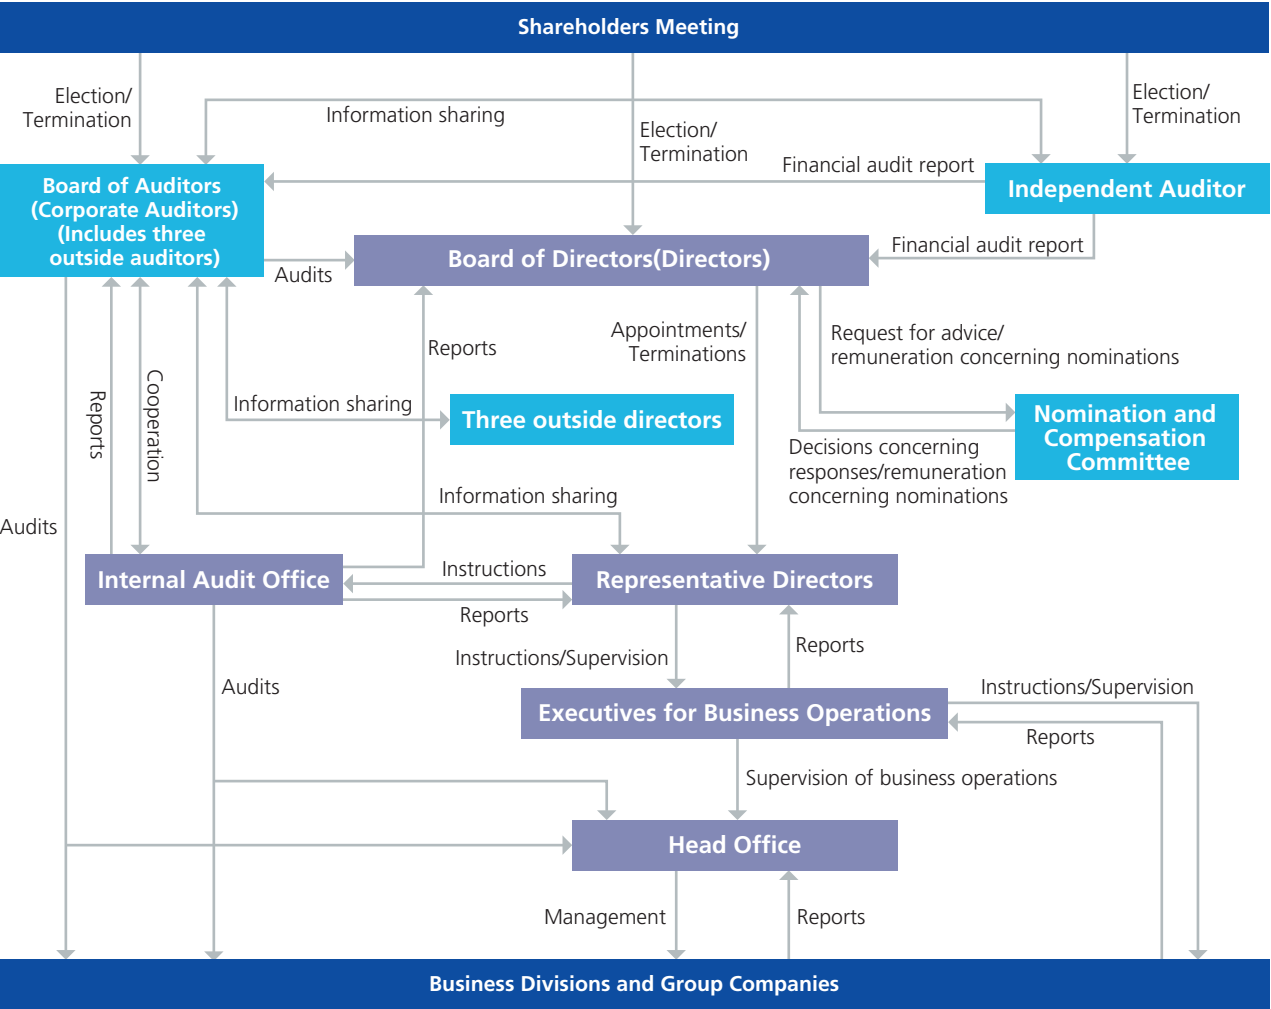 Shareholders Meeting
Election/
Termination
Information sharing
Election/
Termination
Election/
Termination
Financial audit report
Board of Auditors
(Corporate Auditors)
(Includes three
outside auditors)
Independent Auditor
Audits
Board of Directors(Directors)
Financial audit report
Reports
Appointments/
Terminations
Request for advice/
remuneration concerning nominations
Reports
Cooperation
Information sharing
Three outside directors
Nomination and
Compensation
Committee
Decisions concerning
responses/remuneration
concerning nominations
Information sharing
Audits
Internal Audit Office
Instructions
Reports
Representative Directors
Instructions/Supervision
Reports
Audits
Executives for Business Operations
Instructions/Supervision
Reports
Supervision of business operations
Head Office
Management
Reports
Business Divisions and Group Companies